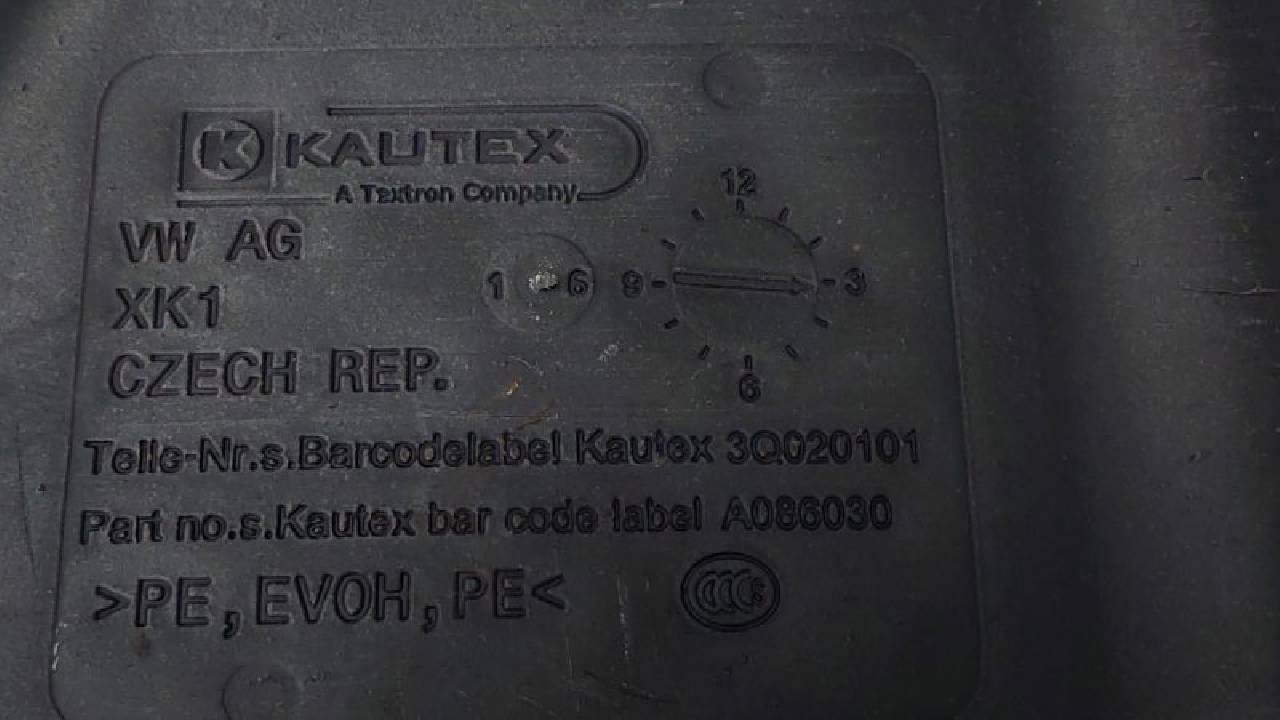 K KAUTEX
A Textron Company
VW AG
XK1
CZECH REP.
1 6
12
9 3
6
Teile-Nr.s.Barcodelabel Kautex 3Q020101
Part no.s.Kautex bar code label A086030
>PE,EVOH,PE<
CCC S